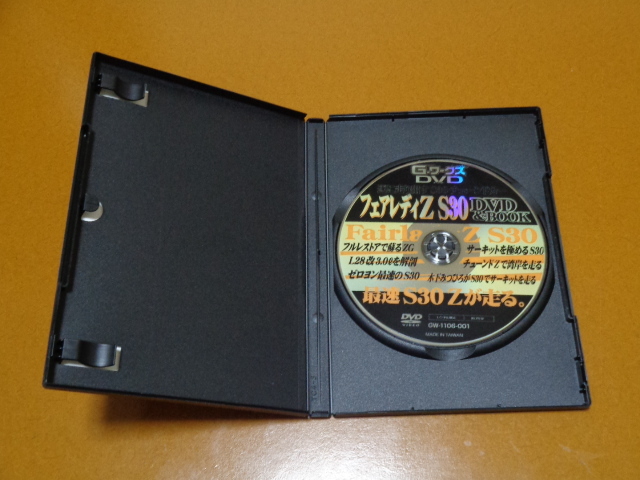 G-ワークス
DVD
フェアレディZ S30 DVD
&BOOK
Fairla Z S30
フルレストアで蘇るZG
サーキットを極めるS30
L28改3.0ℓを解剖
チューンドZで湾岸を走る
ゼロヨン最速のS30
木下みつひろがS30でサーキットを走る
最速S30 Zが走る。
DVD
VIDEO
GW-1106-001
MADE IN TAIWAN